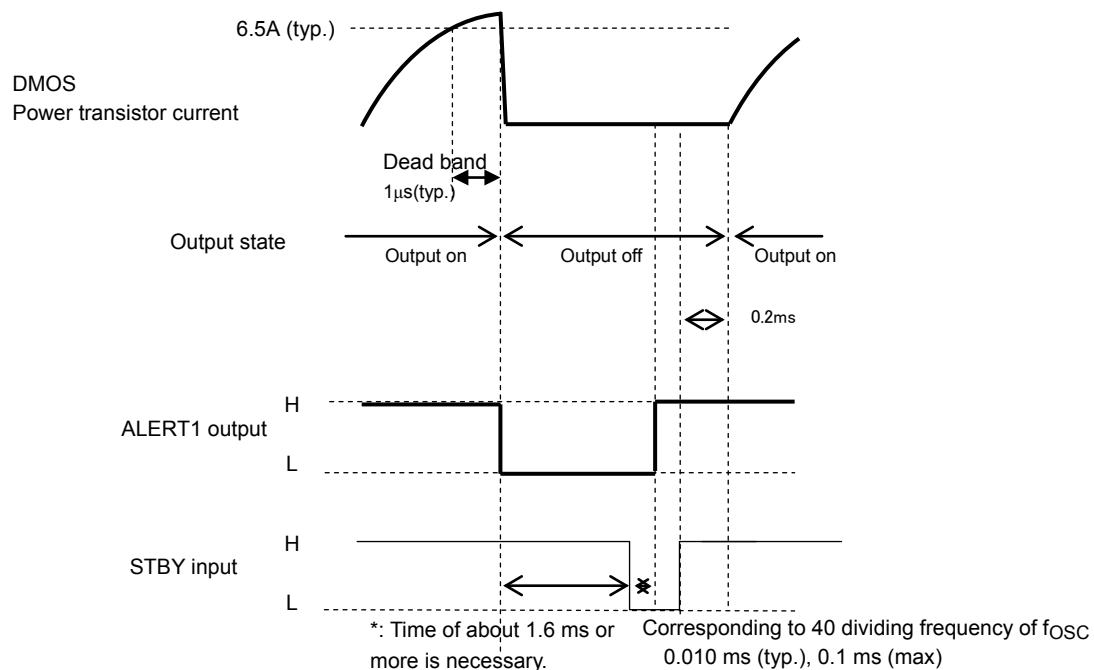 6.5A (typ.)
DMOS
Power transistor current
Dead band
1μs(typ.)
Output state
Output on
Output off
Output on
0.2ms
H
ALERT1 output
L
H
STBY input
L
*: Time of about 1.6 ms or
more is necessary.
Corresponding to 40 dividing frequency of fOSC
0.010 ms (typ.), 0.1 ms (max)